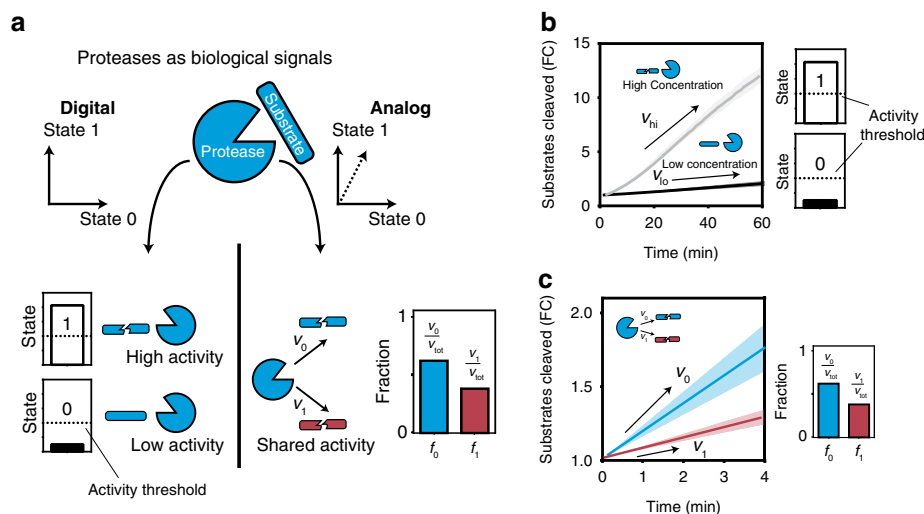 a
Proteases as biological signals
Digital
State 1
State 0
Protease
Substrate
Analog
State 1
State 0
State
1
High activity
State
0
Low activity
Activity threshold
v0
v1
Shared activity
Fraction
1
0
v0
vtot
v1
vtot
f0
f1
b
Substrates cleaved (FC)
15
10
5
0
High Concentration
Vhi
Low concentration
Vlo
0
20
40
60
Time (min)
State
1
State
0
Activity
threshold
c
Substrates cleaved (FC)
2.0
1.5
1.0
v0
v1
V0
V1
0
2
4
Time (min)
Fraction
1
0
v0
vtot
v1
vtot
f0
f1